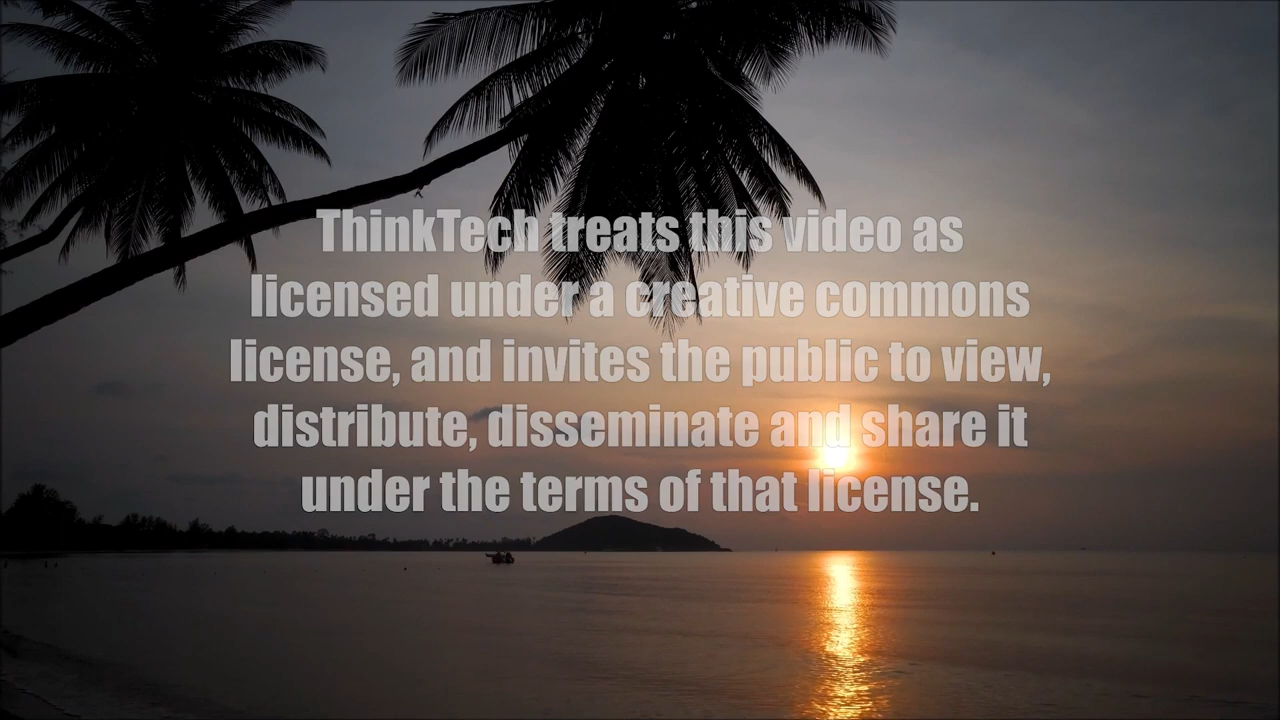 ThinkTech treats this video as
licensed under a creative commons
license, and invites the public to view,
distribute, disseminate and share it
under the terms of that license.